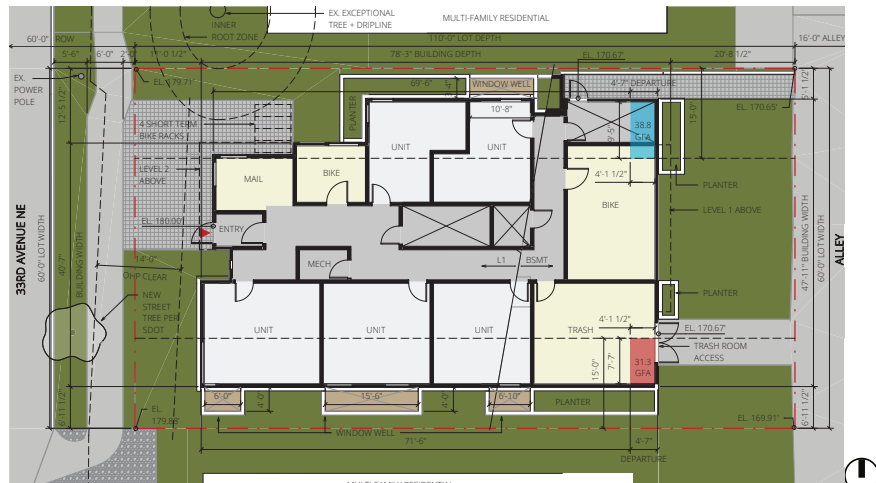 EX. EXCEPTIONAL
TREE + DRIPLINE
MULTI-FAMILY RESIDENTIAL
INNER
ROOT ZONE
60'-0" ROW
110'-0" LOT DEPTH
16'-0" ALLEY
5'-6"
6'-0"
2'-0"
78'-3" BUILDING DEPTH
EL. 170.67'
20'-8 1/2"
EX.
POWER
POLE
EL. 179.71'
69'-6"
WINDOW WELL
4'-7" DEPARTURE
5'-1 1/2"
EL. 170.65'
12'-5 1/2"
PLANTER
10'-8"
15'-0"
4 SHORT TERM
BIKE RACKS
38.8
GFA
9'-5"
UNIT
UNIT
LEVEL 2
ABOVE
MAIL
BIKE
4'-1 1/2"
PLANTER
BIKE
LEVEL 1 ABOVE
EL. 180.00'
ENTRY
33RD AVENUE NE
60'-0" LOT WIDTH
40'-7"
BUILDING WIDTH
47'-11" BUILDING WIDTH
60'-0" LOT WIDTH
ALLEY
14'-0"
OHP CLEAR
MECH
L1
BSMT
NEW
STREET
TREE PER
SDOT
PLANTER
4'-1 1/2"
UNIT
UNIT
UNIT
TRASH
EL. 170.67'
TRASH ROOM
ACCESS
15'-0"
7'-7"
31.3
GFA
6'-0"
4'-0"
15'-6"
4'-0"
6'-10"
PLANTER
6'-11 1/2"
EL.
EL. 169.91'
6'-11 1/2"
WINDOW WELL
71'-6"
4'-7"
DEPARTURE